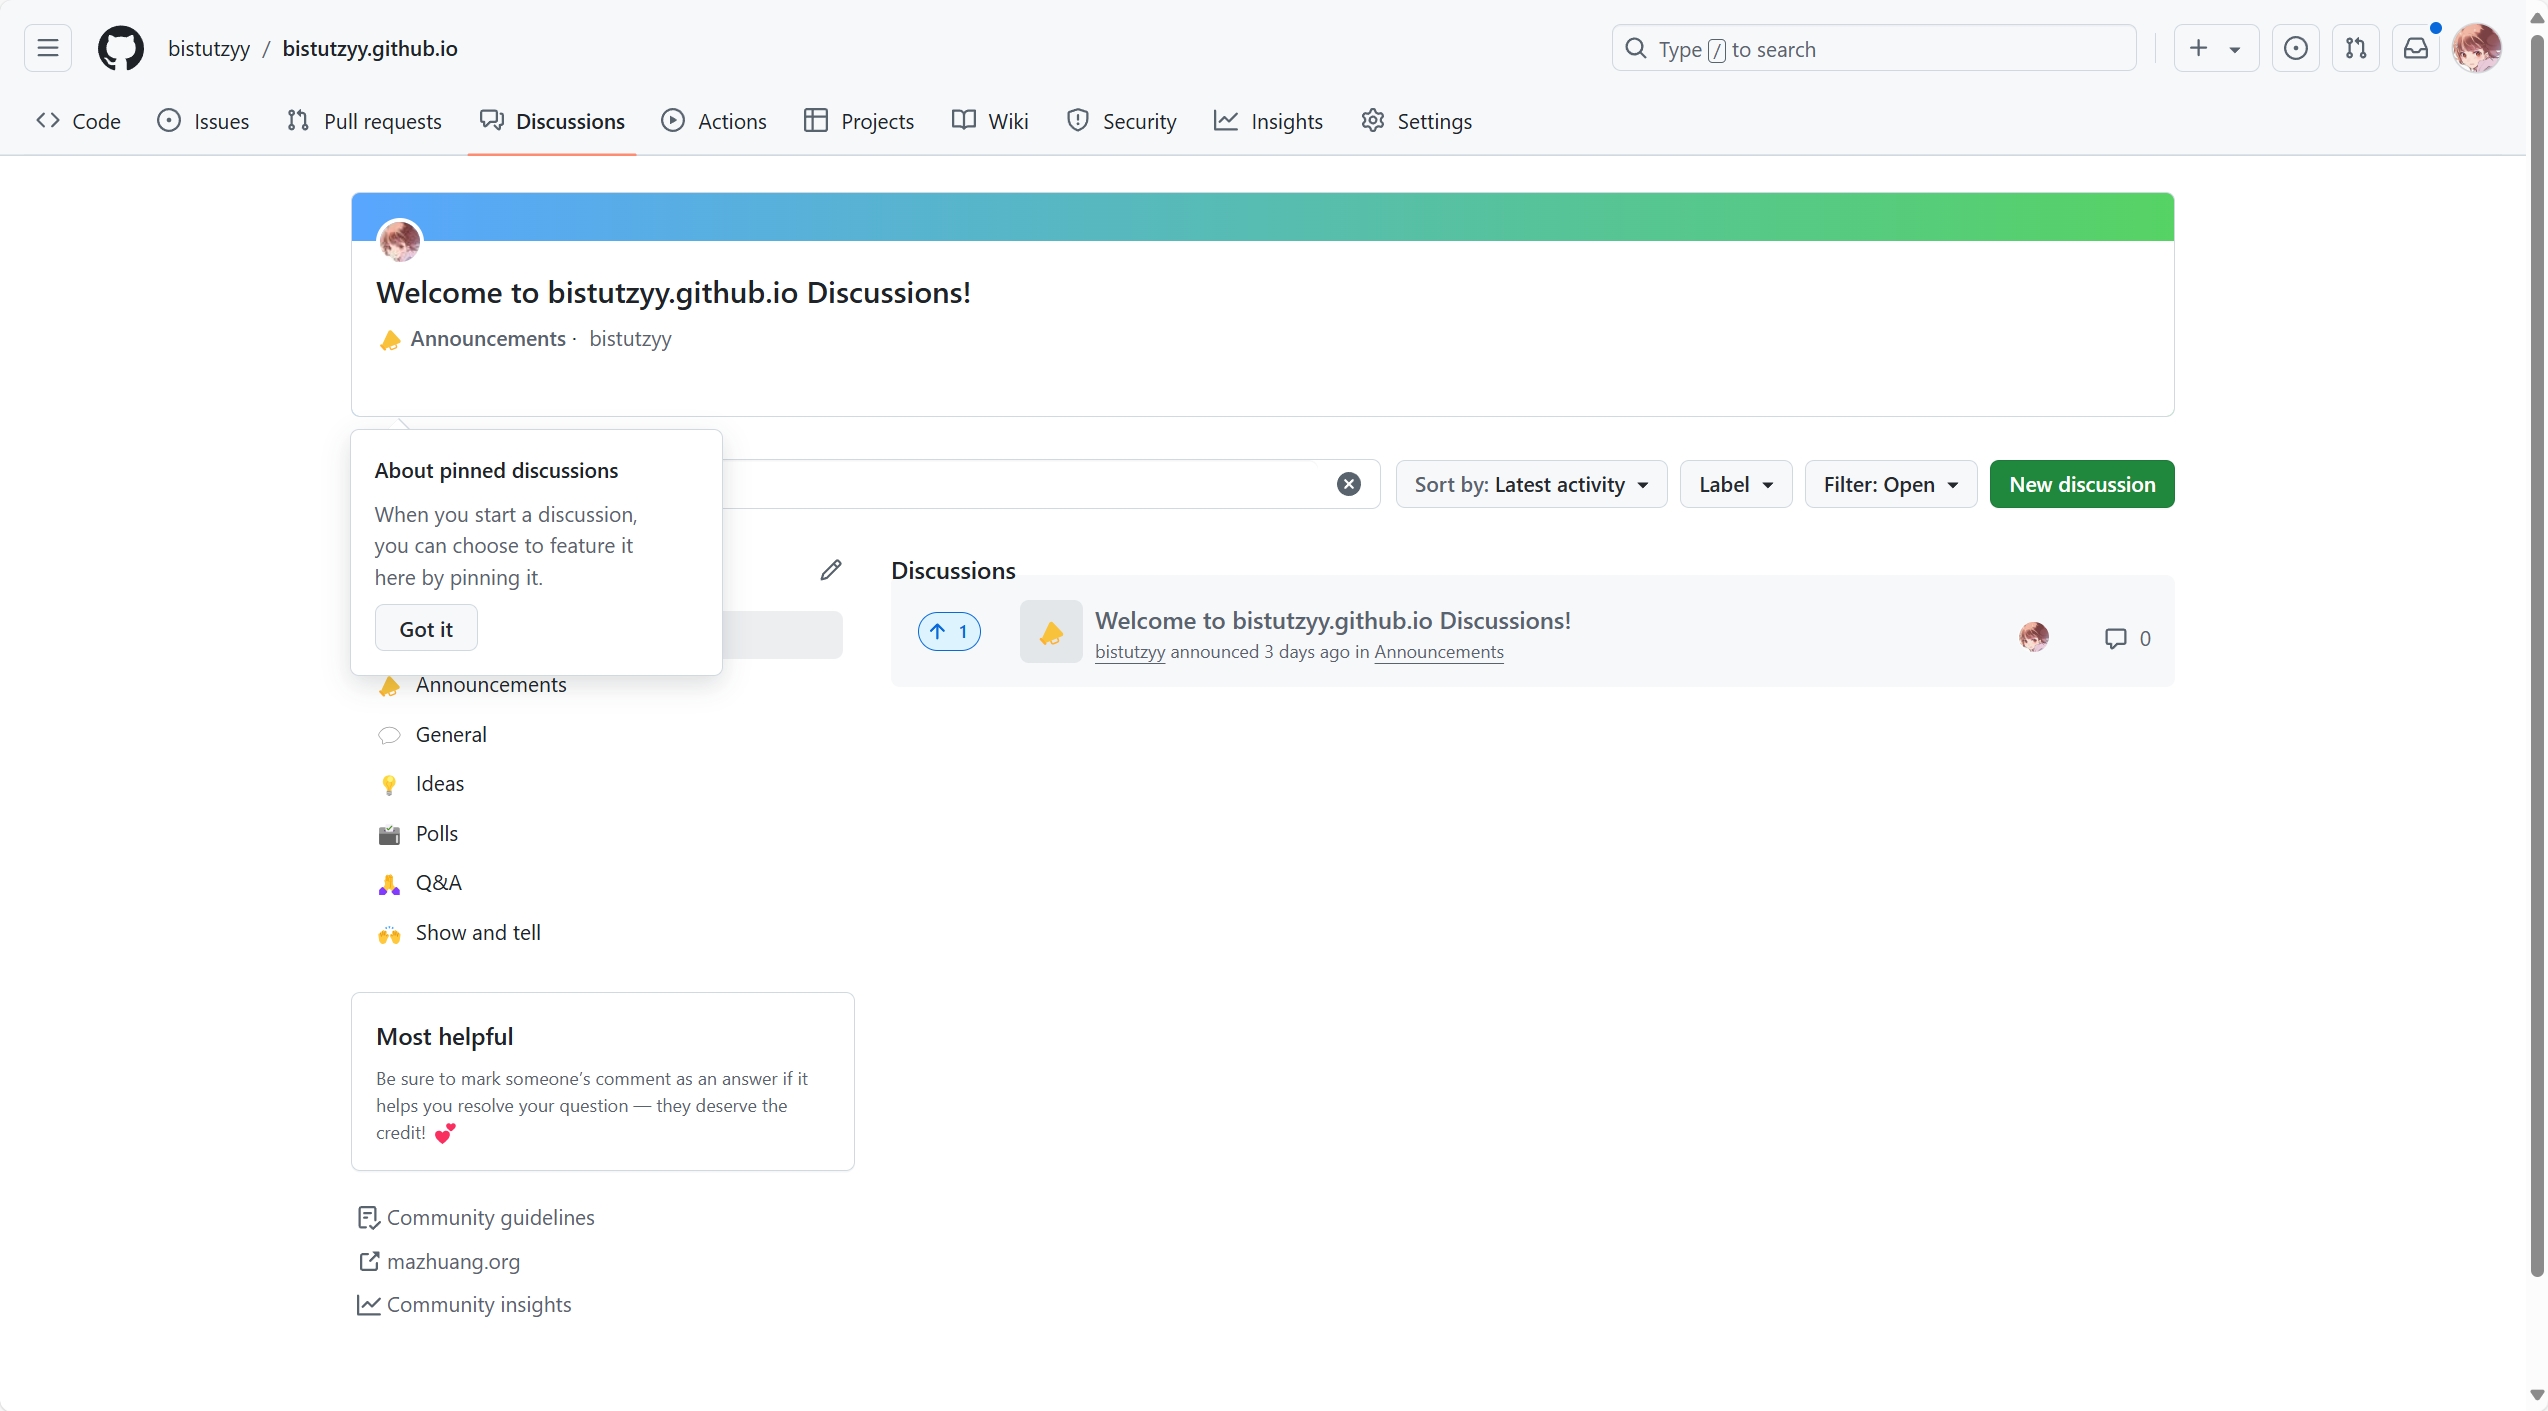 bistutzyy / bistutzyy.github.io
Type / to search
Code Issues Pull requests Discussions Actions Projects Wiki Security Insights Settings
Welcome to bistutzyy.github.io Discussions!
Announcements · bistutzyy
About pinned discussions
When you start a discussion,
you can choose to feature it
here by pinning it.
Got it
Sort by: Latest activity
Label
Filter: Open
New discussion
Discussions
1
Welcome to bistutzyy.github.io Discussions!
bistutzyy announced 3 days ago in Announcements
0
Announcements
General
Ideas
Polls
Q&A
Show and tell
Most helpful
Be sure to mark someone’s comment as an answer if it
helps you resolve your question — they deserve the
credit! 💕
Community guidelines
mazhuang.org
Community insights